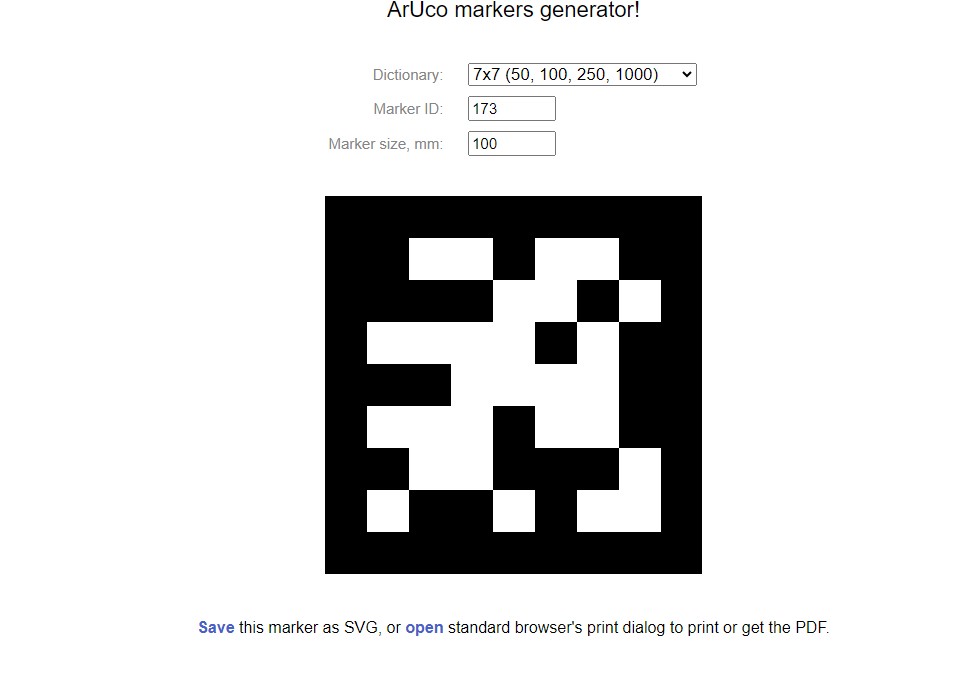 ArUco markers generator!
Dictionary: 7x7 (50, 100, 250, 1000)
Marker ID: 173
Marker size, mm: 100
Save this marker as SVG, or open standard browser's print dialog to print or get the PDF.